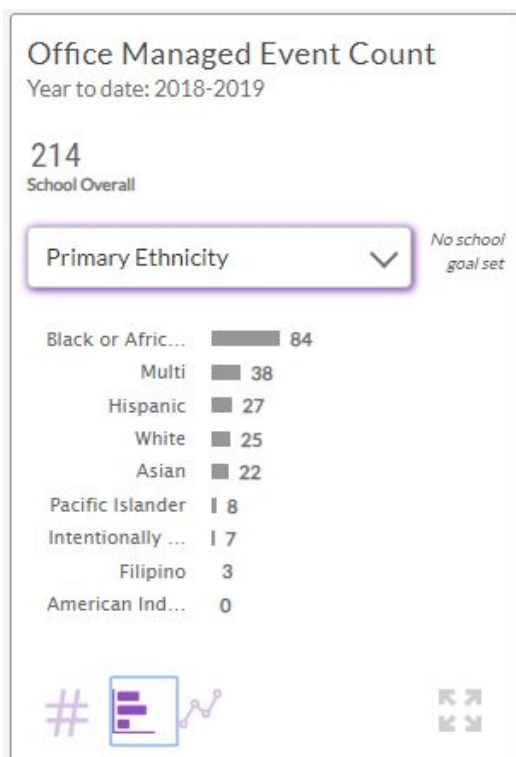 Office Managed Event Count
Year to date: 2018-2019
214
School Overall
Primary Ethnicity
No school
goal set
Black or Afric... 84
Multi 38
Hispanic 27
White 25
Asian 22
Pacific Islander 8
Intentionally ... 7
Filipino 3
American Ind... 0
#